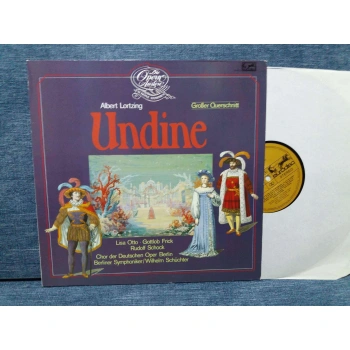 Die
Opern
Albert Lortzing
Großer Querschnitt
Undine
Lisa Otto · Gottlob Frick
Rudolf Schock
Chor der Deutschen Oper Berlin
Berliner Symphoniker/Wilhelm Schüchter